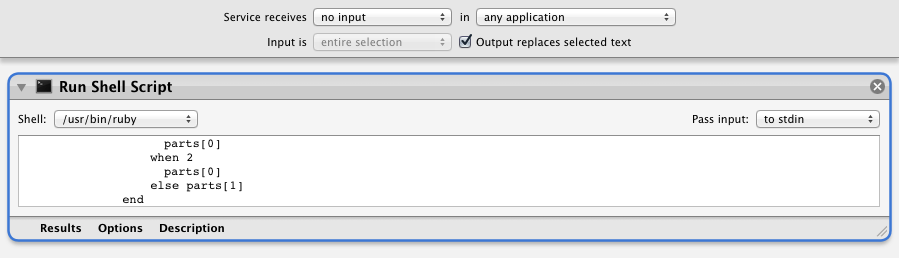 Service receives no input in any application
Input is entire selection Output replaces selected text
Run Shell Script
Shell: /usr/bin/ruby Pass input: to stdin
parts[0]
when 2
parts[0]
else parts[1]
end
Results Options Description